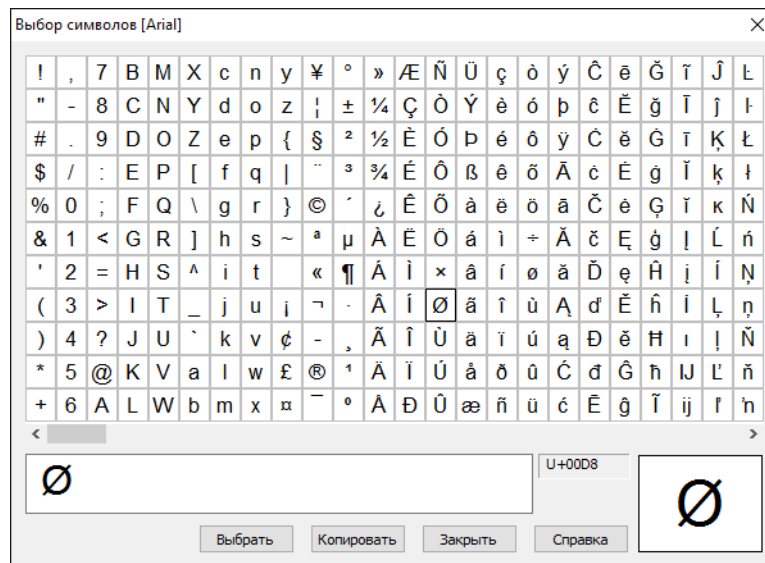 Выбор символов [Arial]
! , 7 B M X c n y ¥ ° » Æ Ñ Ü ç ò ý Ĉ ē Ğ ĩ Ĵ Ŀ
" - 8 C N Y d o z ¦ ± ¼ Ç Ò Ý è ó þ ĉ Ĕ ğ Ī ĵ ŀ
# . 9 D O Z e p { § ² ½ È Ó Þ é ô ÿ Ċ ĕ Ġ ī Ķ Ł
$ / : E P [ f q | ¨ ³ ¾ É Ô ß ê õ Ā ċ Ė ġ Ĭ ķ ł
% 0 ; F Q \ g r } © ´ ¿ Ê Õ à ë ö ā Č ė Ģ ĭ ĸ Ń
& 1 < G R ] h s ~ ª µ À Ë Ö á ì ÷ Ă č Ę ģ Į Ĺ ń
' 2 = H S ^ i t « ¶ Á Ì × â í ø ă Ď ę Ĥ į ĺ Ņ
( 3 > I T _ j u ¡ ¬ · Â Í Ø ã î ù Ą ď Ě ĥ İ Ļ ņ
) 4 ? J U ` k v ¢ - ¸ Ã Î Ù ä ï ú ą Đ ě Ħ ı ļ Ň
* 5 @ K V a l w £ ® ¹ Ä Ï Ú å ð û Ć đ Ĝ ħ IJ Ľ ň
+ 6 A L W b m x ¤ ¯ º Å Ð Û æ ñ ü ć Ē ĝ Ĩ ij ľ ŉ
Ø U+00D8 Ø
Выбрать Копировать Закрыть Справка